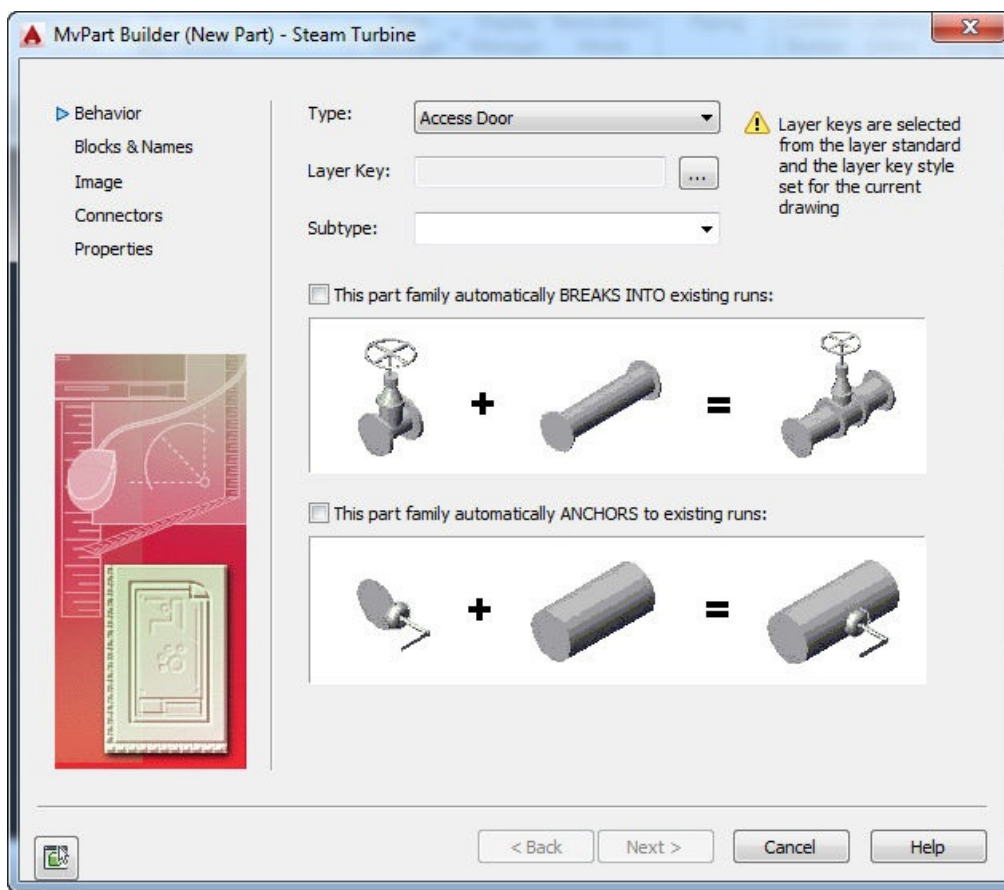 MvPart Builder (New Part) - Steam Turbine
Behavior
Blocks & Names
Image
Connectors
Properties
Type:
Access Door
Layer Key:
...
Subtype:
Layer keys are selected
from the layer standard
and the layer key style
set for the current
drawing
This part family automatically BREAKS INTO existing runs:
+
=
This part family automatically ANCHORS to existing runs:
+
=
< Back
Next >
Cancel
Help